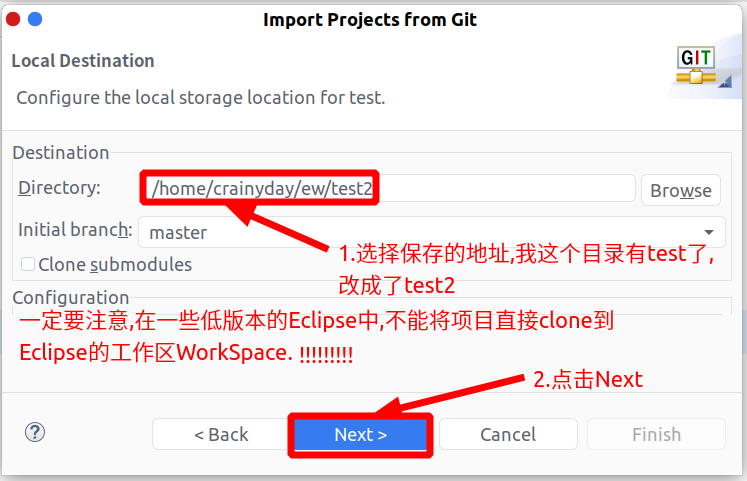 Import Projects from Git
Local Destination
Configure the local storage location for test.
GIT
Destination
Directory:
/home/crainyday/ew/test2
Browse
Initial branch:
master
Clone submodules
1.选择保存的地址,我这个目录有test了,
改成了test2
Configuration
一定要注意,在一些低版本的Eclipse中,不能将项目直接clone到
Eclipse的工作区WorkSpace. !!!!!!!!!
2.点击Next
?
< Back
Next >
Cancel
Finish